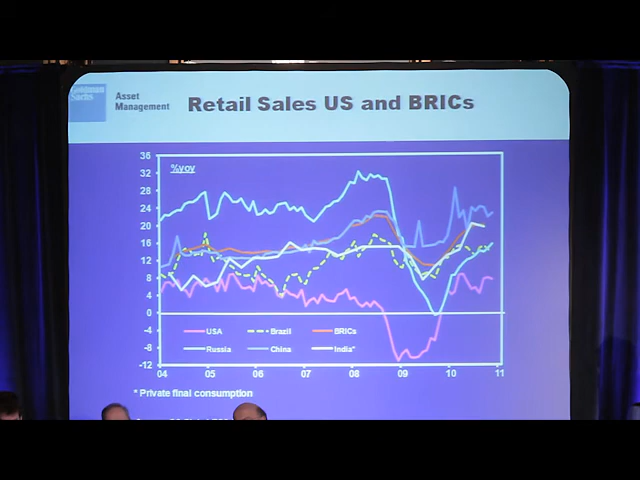 Goldman
Sachs
Asset
Management
Retail Sales US and BRICs
%yoy
36
32
28
24
20
16
12
8
4
0
-4
-8
-12
USA
Brazil
BRICs
Russia
China
India*
04 05 06 07 08 09 10 11
* Private final consumption